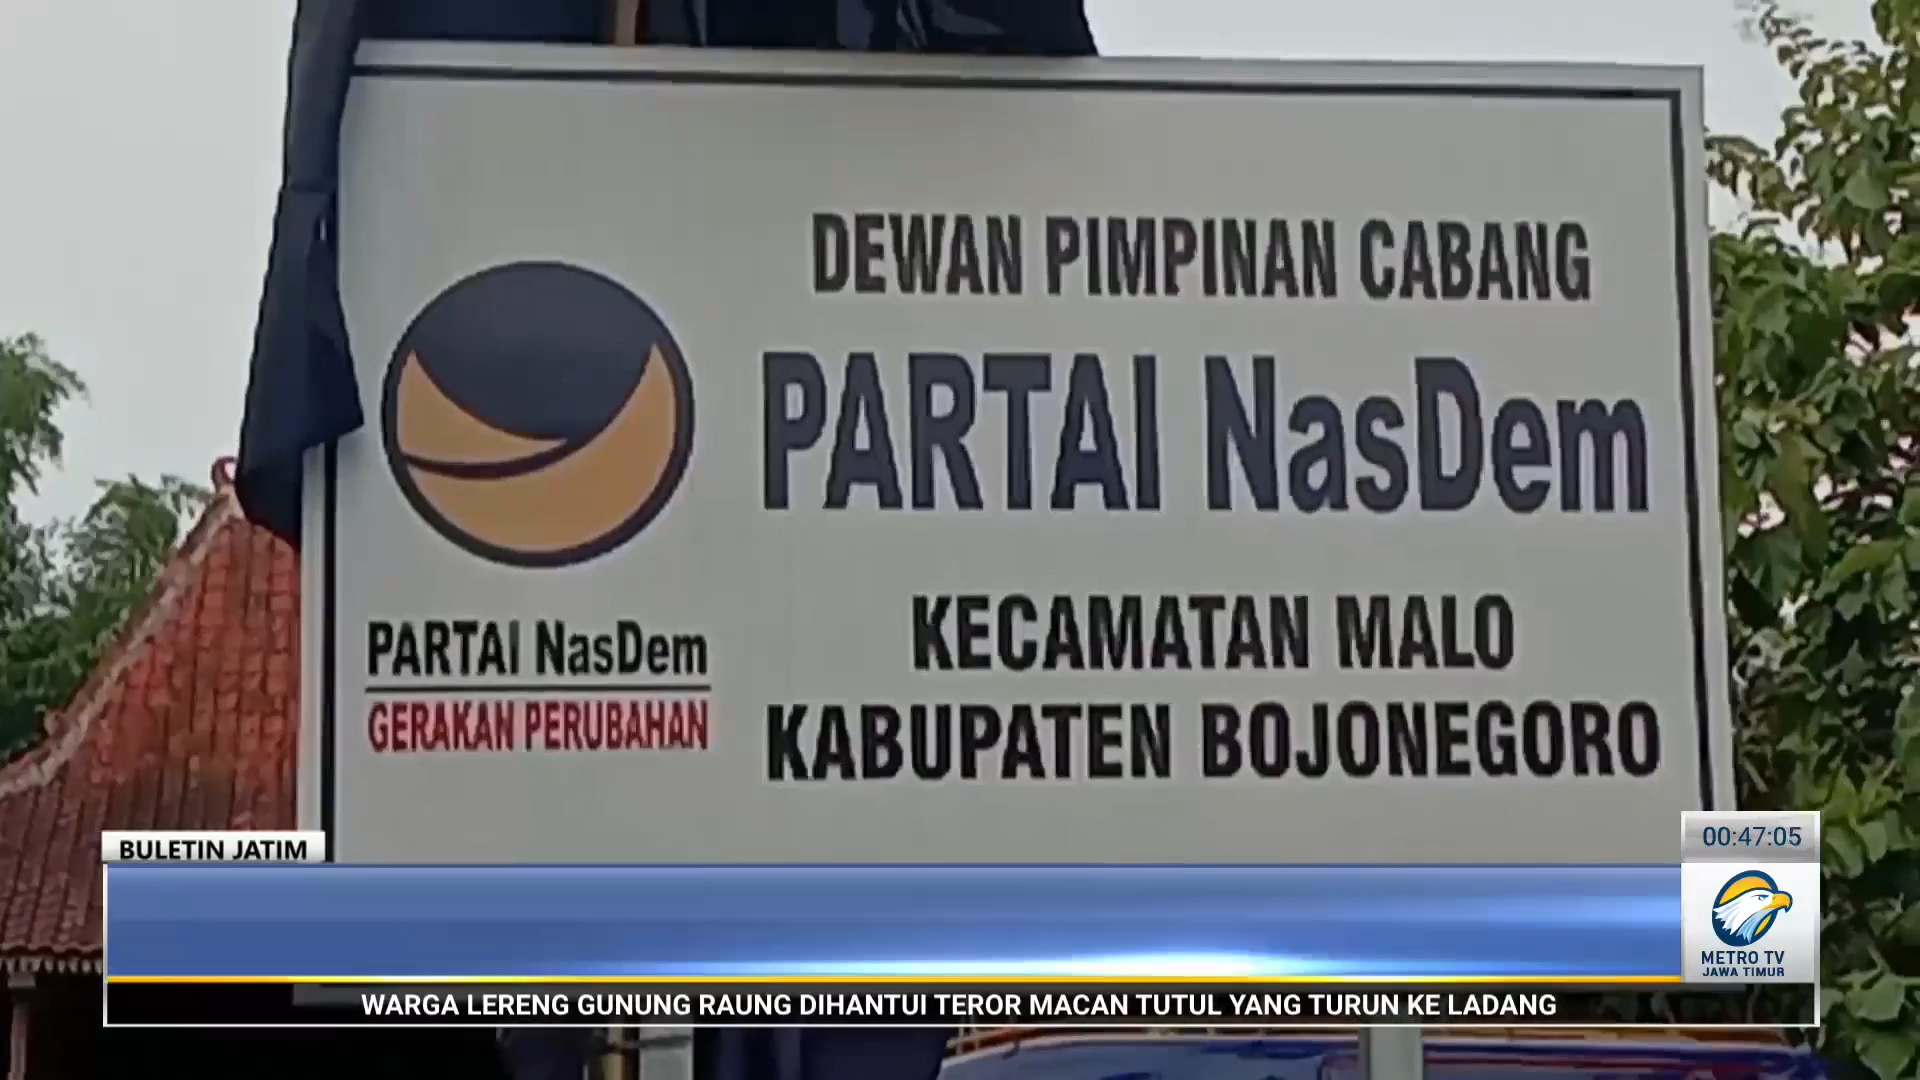 DEWAN PIMPINAN CABANG
PARTAI NasDem
KECAMATAN MALO
KABUPATEN BOJONEGORO
PARTAI NasDem
GERAKAN PERUBAHAN
BULETIN JATIM
00:47:05
METRO TV
JAWA TIMUR
WARGA LERENG GUNUNG RAUNG DIHANTUI TEROR MACAN TUTUL YANG TURUN KE LADANG